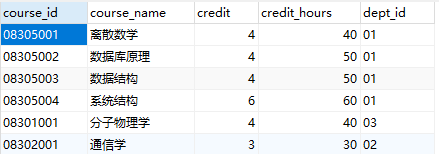 course_id course_name credit credit_hours dept_id
08305001 离散数学 4 40 01
08305002 数据库原理 4 50 01
08305003 数据结构 4 50 01
08305004 系统结构 6 60 01
08301001 分子物理学 4 40 03
08302001 通信学 3 30 02